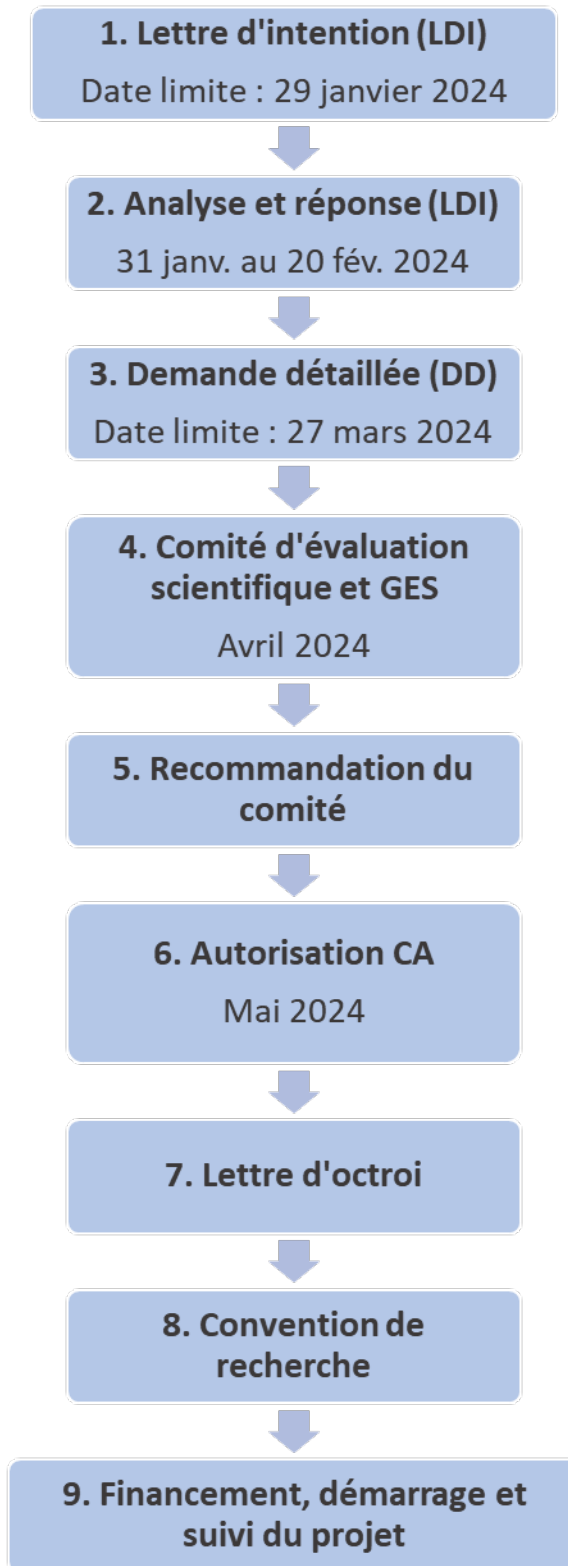 1. Lettre d'intention (LDI)
Date limite : 29 janvier 2024
2. Analyse et réponse (LDI)
31 janv. au 20 fév. 2024
3. Demande détaillée (DD)
Date limite : 27 mars 2024
4. Comité d'évaluation
scientifique et GES
Avril 2024
5. Recommandation du
comité
6. Autorisation CA
Mai 2024
7. Lettre d'octroi
8. Convention de
recherche
9. Financement, démarrage et
suivi du projet